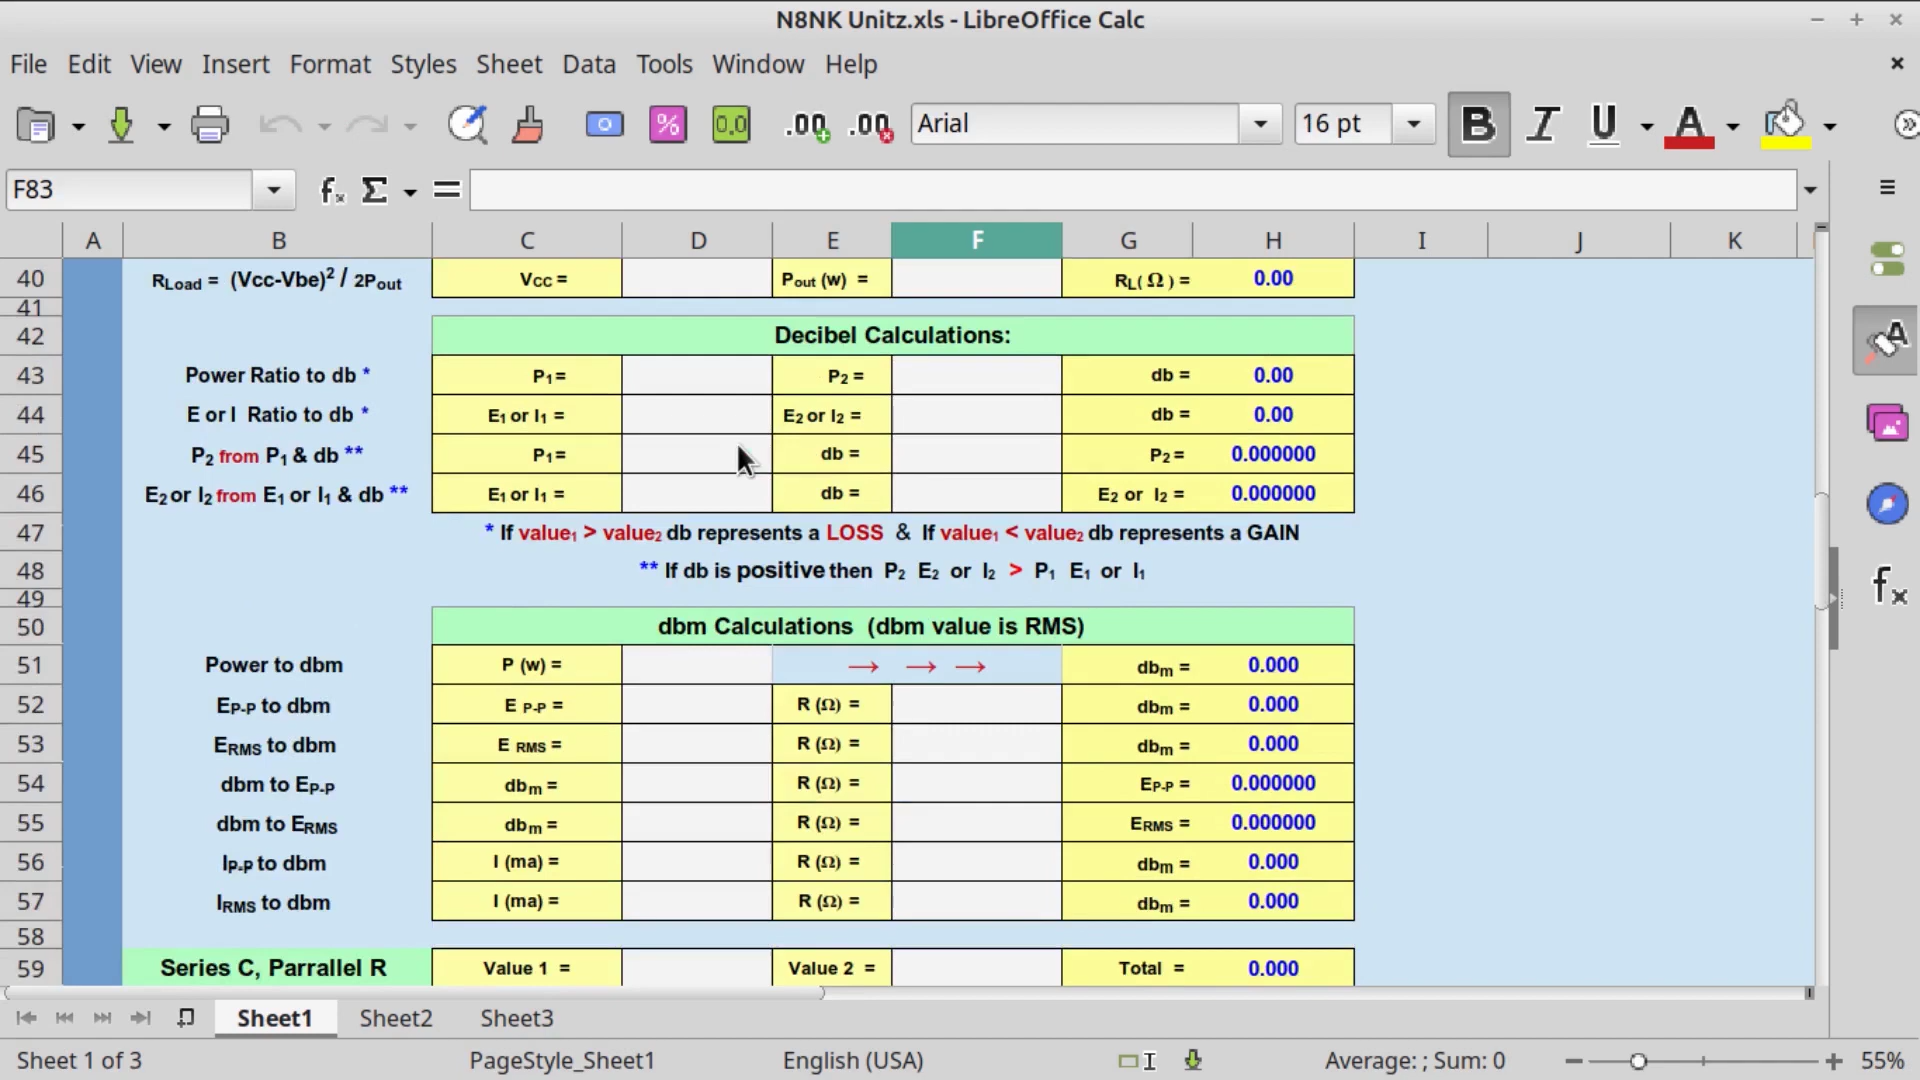 N8NK Unitz.xls - LibreOffice Calc
File Edit View Insert Format Styles Sheet Data Tools Window Help
% 0,0 .00 .00 Arial 16 pt B I U A
F83 fx Σ =
A B C D E F G H I J K
40 RLoad = (Vcc-Vbe)2 / 2Pout VCC = Pout (w) = RL( Ω ) = 0.00
41
42 Decibel Calculations:
43 Power Ratio to db * P1= P2 = db = 0.00
44 E or I Ratio to db * E1 or I1 = E2 or I2 = db = 0.00
45 P2 from P1 & db ** P1= db = P2 = 0.000000
46 E2 or I2 from E1 or I1 & db ** E1 or I1 = db = E2 or I2 = 0.000000
47 * If value1 > value2 db represents a LOSS & If value1 < value2 db represents a GAIN
48 ** If db is positive then P2 E2 or I2 > P1 E1 or I1
49
50 dbm Calculations (dbm value is RMS)
51 Power to dbm P (w) = → → → dbm = 0.000
52 EP-P to dbm E P-P = R (Ω) = dbm = 0.000
53 ERMS to dbm E RMS = R (Ω) = dbm = 0.000
54 dbm to EP-P dbm = R (Ω) = EP-P = 0.000000
55 dbm to ERMS dbm = R (Ω) = ERMS = 0.000000
56 IP-P to dbm I (ma) = R (Ω) = dbm = 0.000
57 IRMS to dbm I (ma) = R (Ω) = dbm = 0.000
58
59 Series C, Parrallel R Value 1 = Value 2 = Total = 0.000
Sheet1 Sheet2 Sheet3
Sheet 1 of 3 PageStyle_Sheet1 English (USA) Average: ; Sum: 0 55%